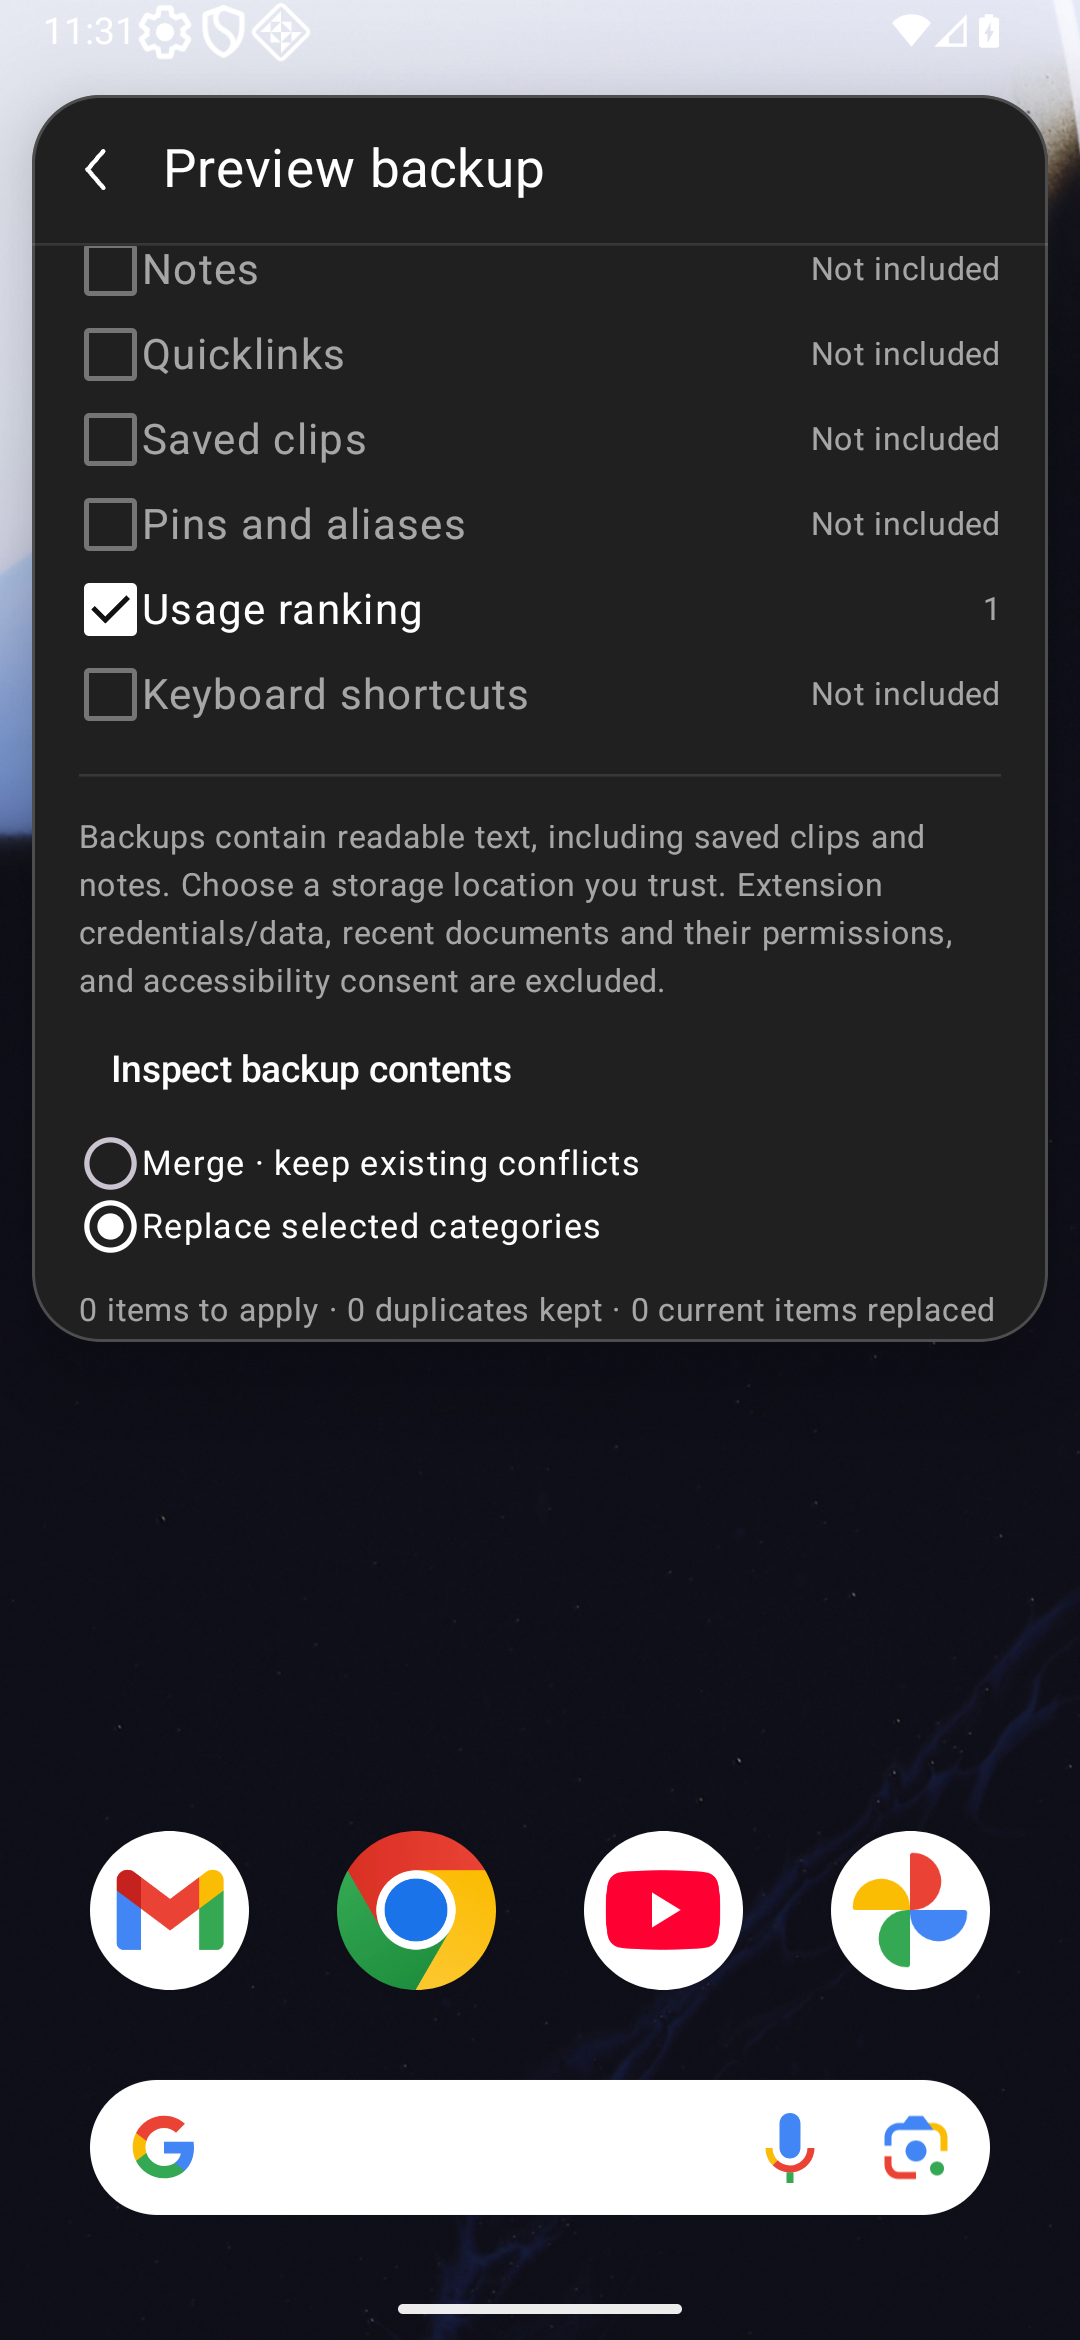 11:31
Preview backup
Notes Not included
Quicklinks Not included
Saved clips Not included
Pins and aliases Not included
Usage ranking 1
Keyboard shortcuts Not included
Backups contain readable text, including saved clips and
notes. Choose a storage location you trust. Extension
credentials/data, recent documents and their permissions,
and accessibility consent are excluded.
Inspect backup contents
Merge · keep existing conflicts
Replace selected categories
0 items to apply · 0 duplicates kept · 0 current items replaced